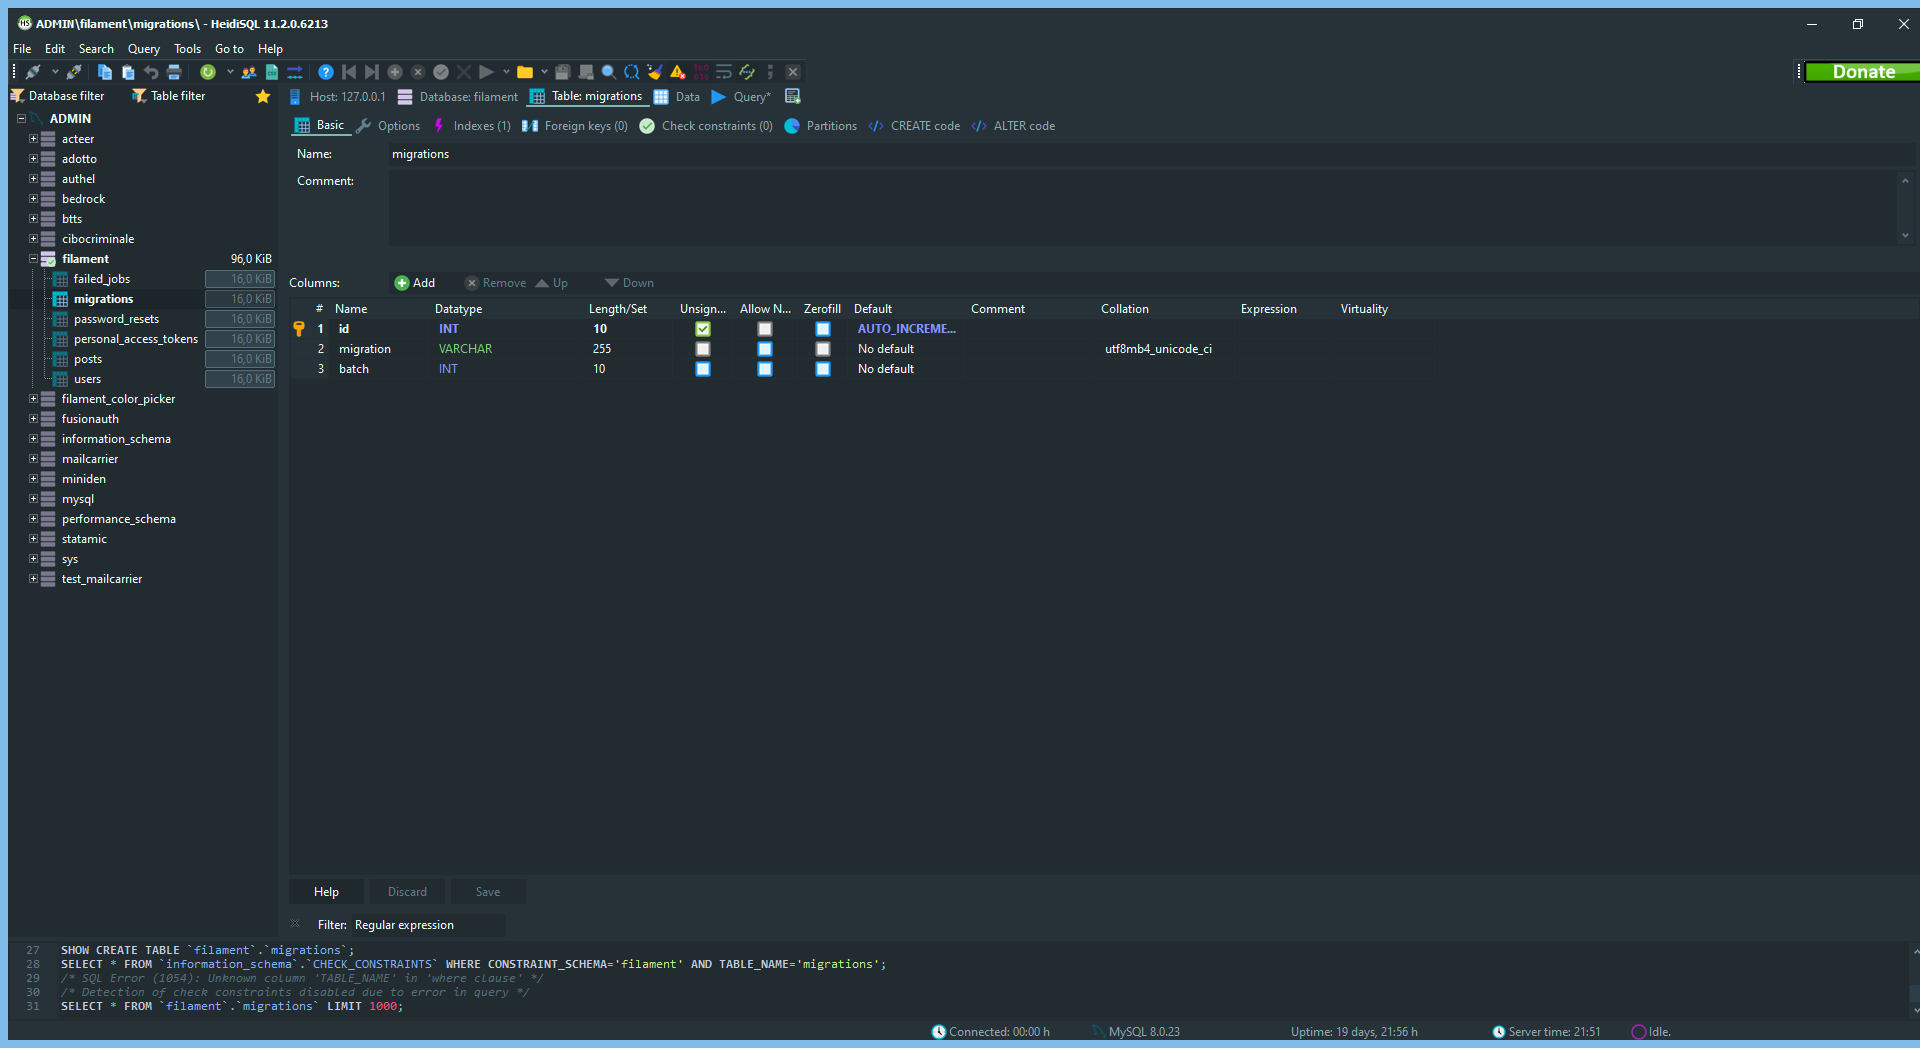 ADMIN\filament\migrations\ - HeidiSQL 11.2.0.6213
File Edit Search Query Tools Go to Help
Donate
Database filter Table filter
Host: 127.0.0.1 Database: filament Table: migrations Data Query*
ADMIN
acteer
adotto
authel
bedrock
btts
cibocriminale
filament 96,0 KiB
failed_jobs 16,0 KiB
migrations 16,0 KiB
password_resets 16,0 KiB
personal_access_tokens 16,0 KiB
posts 16,0 KiB
users 16,0 KiB
filament_color_picker
fusionauth
information_schema
mailcarrier
miniden
mysql
performance_schema
statamic
sys
test_mailcarrier
Basic Options Indexes (1) Foreign keys (0) Check constraints (0) Partitions CREATE code ALTER code
Name: migrations
Comment:
Columns: Add Remove Up Down
# Name Datatype Length/Set Unsign... Allow N... Zerofill Default Comment Collation Expression Virtuality
1 id INT 10 AUTO_INCREME...
2 migration VARCHAR 255 No default utf8mb4_unicode_ci
3 batch INT 10 No default
Help Discard Save
Filter: Regular expression
27 SHOW CREATE TABLE `filament`.`migrations`;
28 SELECT * FROM `information_schema`.`CHECK_CONSTRAINTS` WHERE CONSTRAINT_SCHEMA='filament' AND TABLE_NAME='migrations';
29 /* SQL Error (1054): Unknown column 'TABLE_NAME' in 'where clause' */
30 /* Detection of check constraints disabled due to error in query */
31 SELECT * FROM `filament`.`migrations` LIMIT 1000;
Connected: 00:00 h MySQL 8.0.23 Uptime: 19 days, 21:56 h Server time: 21:51 Idle.